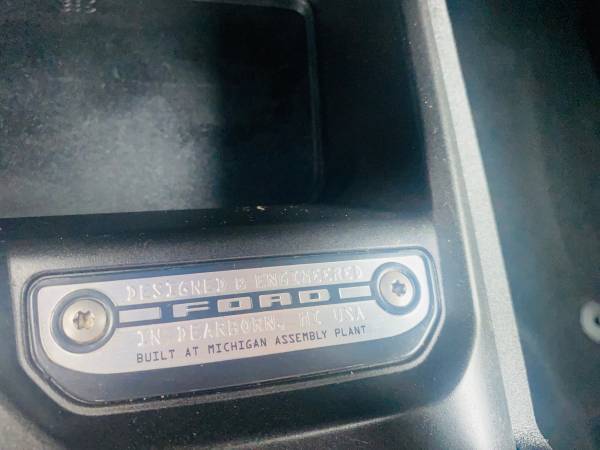 DESIGNED & ENGINEERED
FORD
IN DEARBORN, MI USA
BUILT AT MICHIGAN ASSEMBLY PLANT